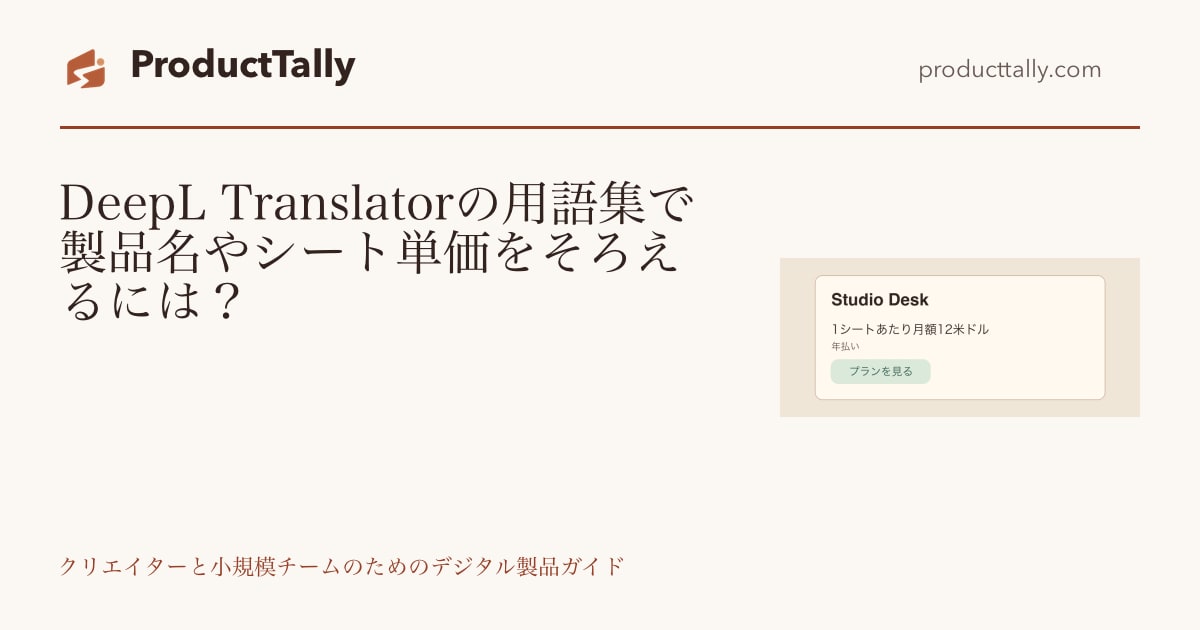 ProductTally
producttally.com
DeepL Translatorの用語集で
製品名やシート単価をそろえ
るには？
Studio Desk
1シートあたり月額12米ドル
年払い
プランを見る
クリエイターと小規模チームのためのデジタル製品ガイド